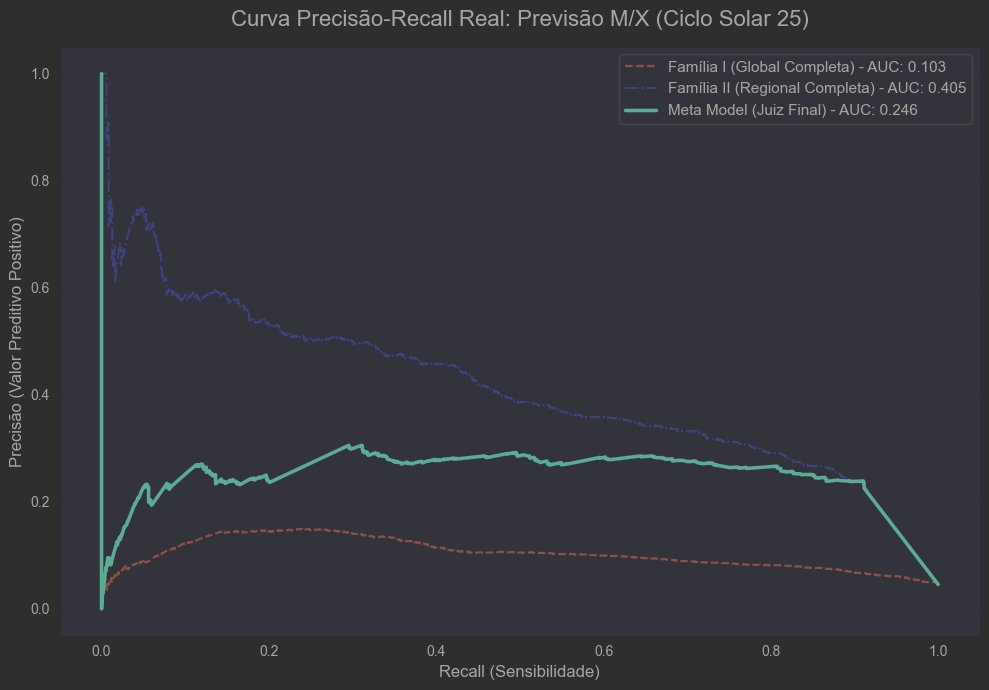 Curva Precisão-Recall Real: Previsão M/X (Ciclo Solar 25)
Família I (Global Completa) - AUC: 0.103
Família II (Regional Completa) - AUC: 0.405
Meta Model (Juiz Final) - AUC: 0.246
Precisão (Valor Preditivo Positivo)
1.0
0.8
0.6
0.4
0.2
0.0
0.0
0.2
0.4
0.6
0.8
1.0
Recall (Sensibilidade)